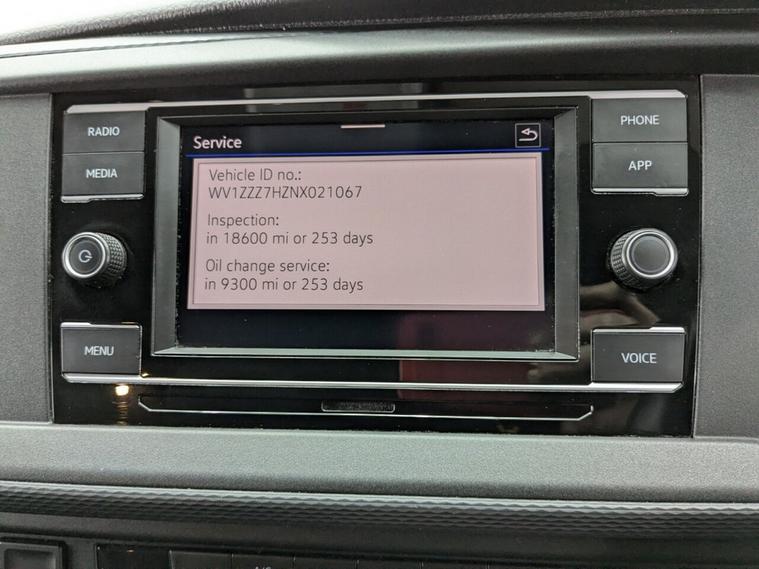 RADIO
MEDIA
MENU
Service
Vehicle ID no.:
WV1ZZZ7HZNX021067
Inspection:
in 18600 mi or 253 days
Oil change service:
in 9300 mi or 253 days
PHONE
APP
VOICE